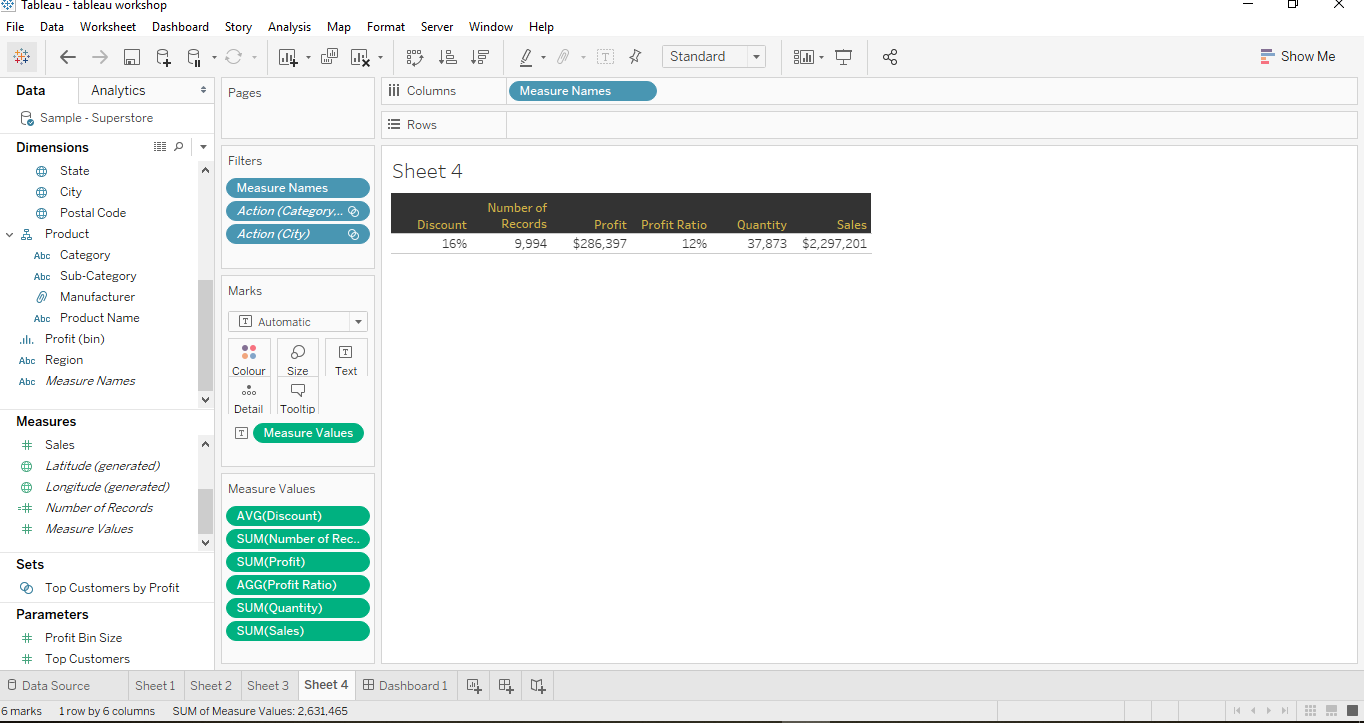 Tableau - tableau workshop
File Data Worksheet Dashboard Story Analysis Map Format Server Window Help
Standard
Show Me
Data Analytics
Sample - Superstore
Dimensions
State
City
Postal Code
Product
Abc Category
Abc Sub-Category
Manufacturer
Abc Product Name
Profit (bin)
Abc Region
Abc Measure Names
Measures
Sales
Latitude (generated)
Longitude (generated)
Number of Records
Measure Values
Sets
Top Customers by Profit
Parameters
Profit Bin Size
Top Customers
Pages
Filters
Measure Names
Action (Category,..
Action (City)
Marks
T Automatic
T
Colour Size Text
Detail Tooltip
T Measure Values
Measure Values
AVG(Discount)
SUM(Number of Rec..
SUM(Profit)
AGG(Profit Ratio)
SUM(Quantity)
SUM(Sales)
Columns Measure Names
Rows
Sheet 4
Number of
Discount Records Profit Profit Ratio Quantity Sales
16% 9,994 $286,397 12% 37,873 $2,297,201
Data Source Sheet 1 Sheet 2 Sheet 3 Sheet 4 Dashboard 1
6 marks 1 row by 6 columns SUM of Measure Values: 2,631,465